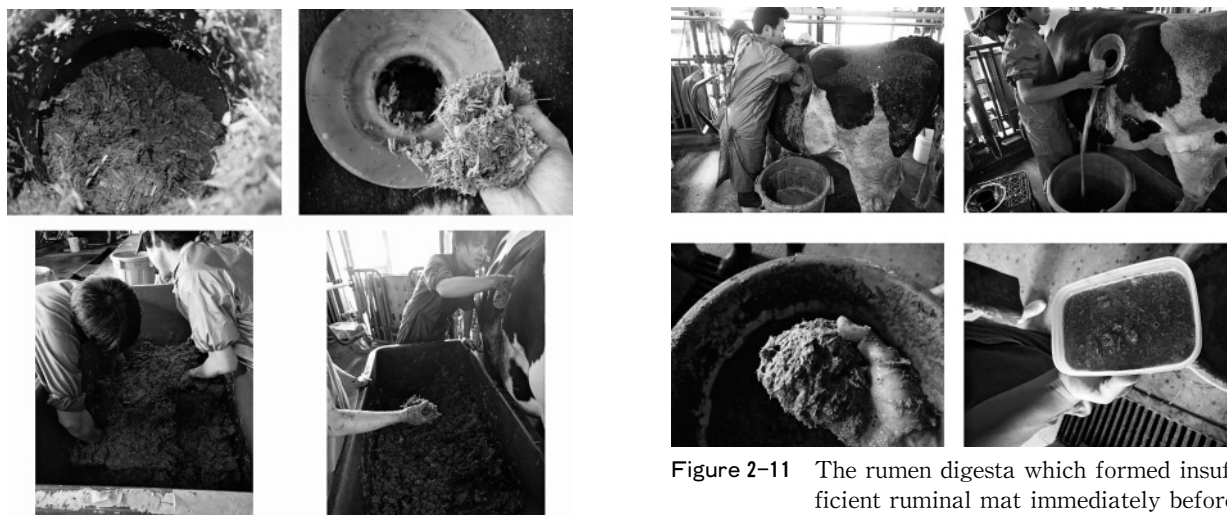 Figure 2-11 The rumen digesta which formed insuf-
ficient ruminal mat immediately before